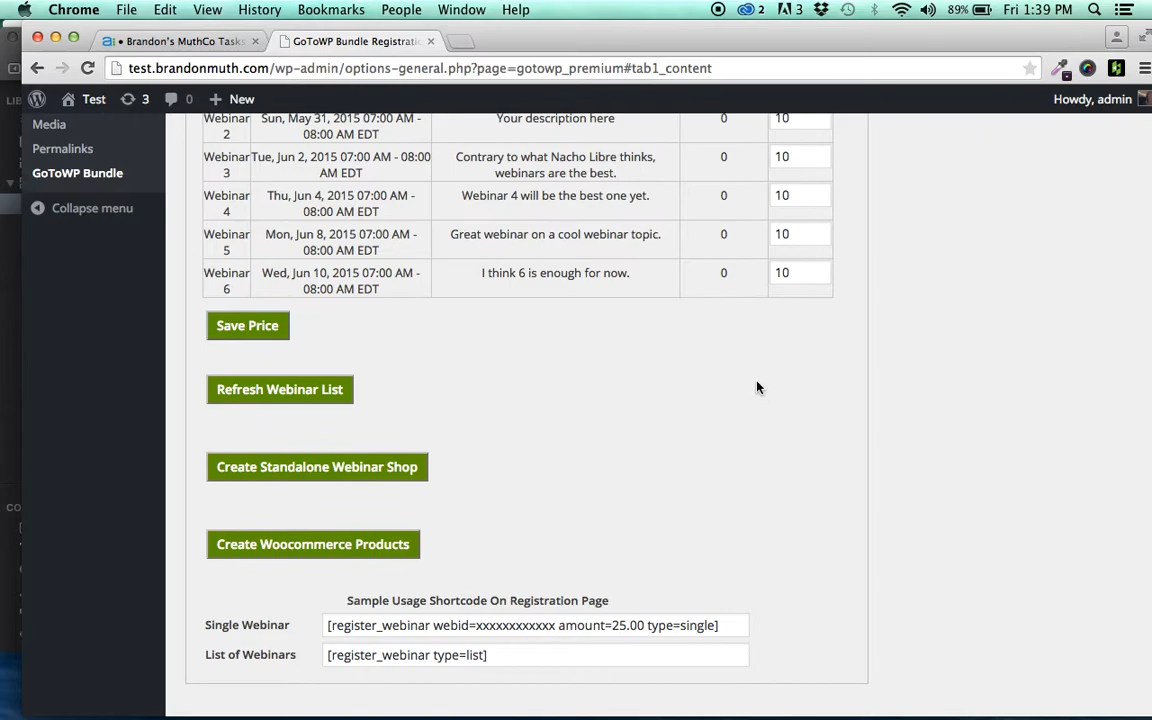 Chrome File Edit View History Bookmarks People Window Help 2 3 89% Fri 1:39 PM
• Brandon's MuthCo Tasks GoToWP Bundle Registrati
test.brandonmuth.com/wp-admin/options-general.php?page=gotowp_premium#tab1_content
Test 3 0 New Howdy, admin
Media
Permalinks
GoToWP Bundle
Collapse menu
Webinar 2 Sun, May 31, 2015 07:00 AM - 08:00 AM EDT Your description here 0 10
Webinar 3 Tue, Jun 2, 2015 07:00 AM - 08:00 AM EDT Contrary to what Nacho Libre thinks, webinars are the best. 0 10
Webinar 4 Thu, Jun 4, 2015 07:00 AM - 08:00 AM EDT Webinar 4 will be the best one yet. 0 10
Webinar 5 Mon, Jun 8, 2015 07:00 AM - 08:00 AM EDT Great webinar on a cool webinar topic. 0 10
Webinar 6 Wed, Jun 10, 2015 07:00 AM - 08:00 AM EDT I think 6 is enough for now. 0 10
Save Price
Refresh Webinar List
Create Standalone Webinar Shop
Create Woocommerce Products
Sample Usage Shortcode On Registration Page
Single Webinar [register_webinar webid=xxxxxxxxxxxx amount=25.00 type=single]
List of Webinars [register_webinar type=list]